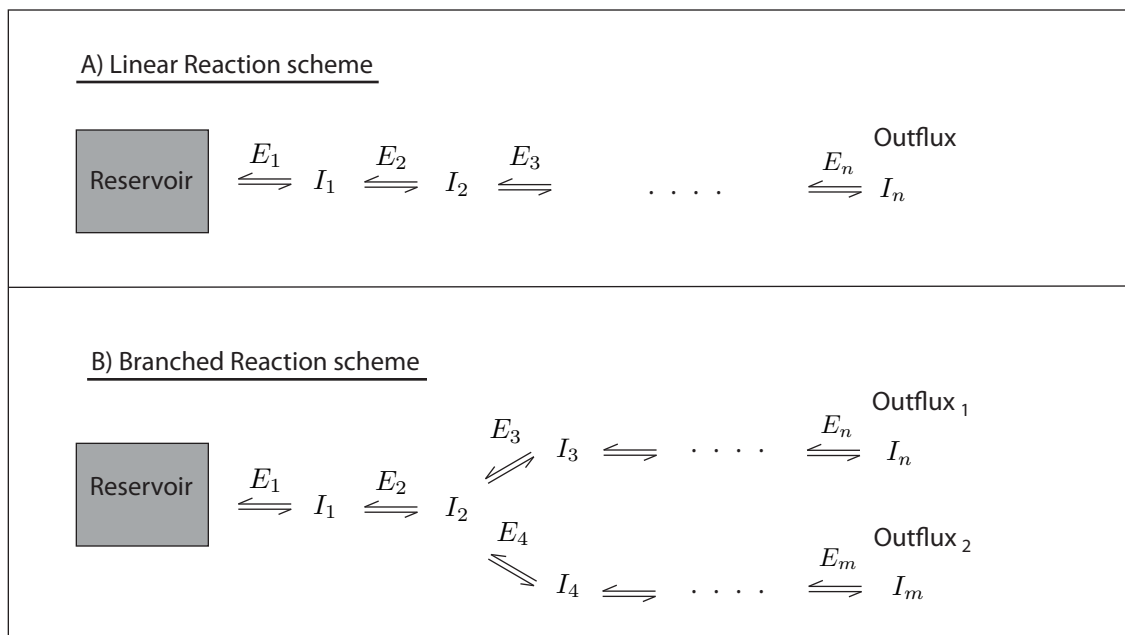 A) Linear Reaction scheme
Outflux
Reservoir E₁ I₁ E₂ I₂ E₃ . . . . Eₙ Iₙ
B) Branched Reaction scheme
Outflux ₁
E₃ I₃ . . . . Eₙ Iₙ
Reservoir E₁ I₁ E₂ I₂
Outflux ₂
E₄ I₄ . . . . Eₘ Iₘ